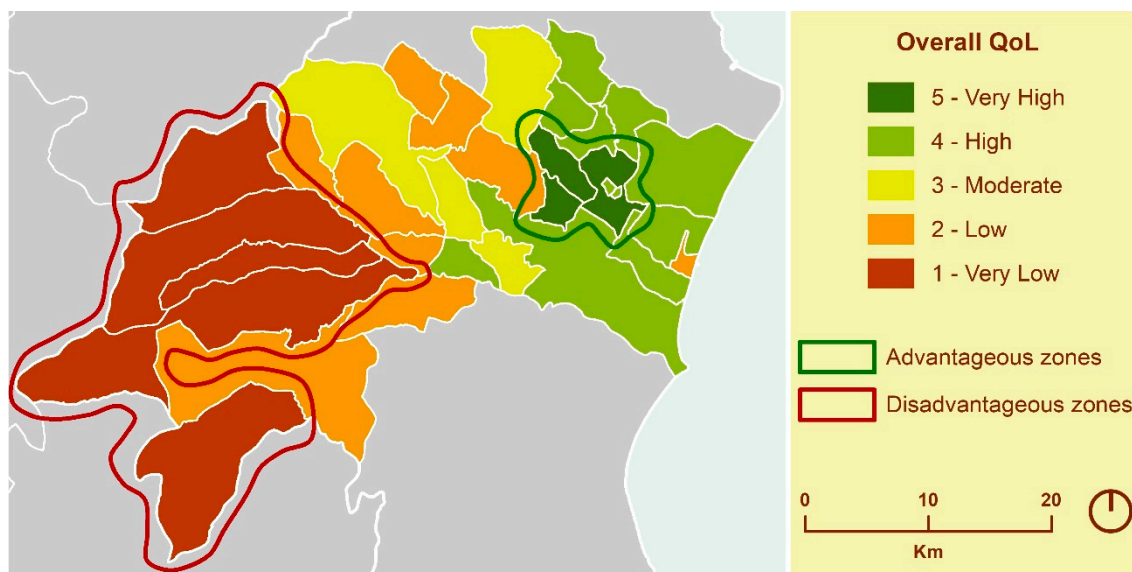 Overall QoL
5 - Very High
4 - High
3 - Moderate
2 - Low
1 - Very Low
Advantageous zones
Disadvantageous zones
0 10 20
Km